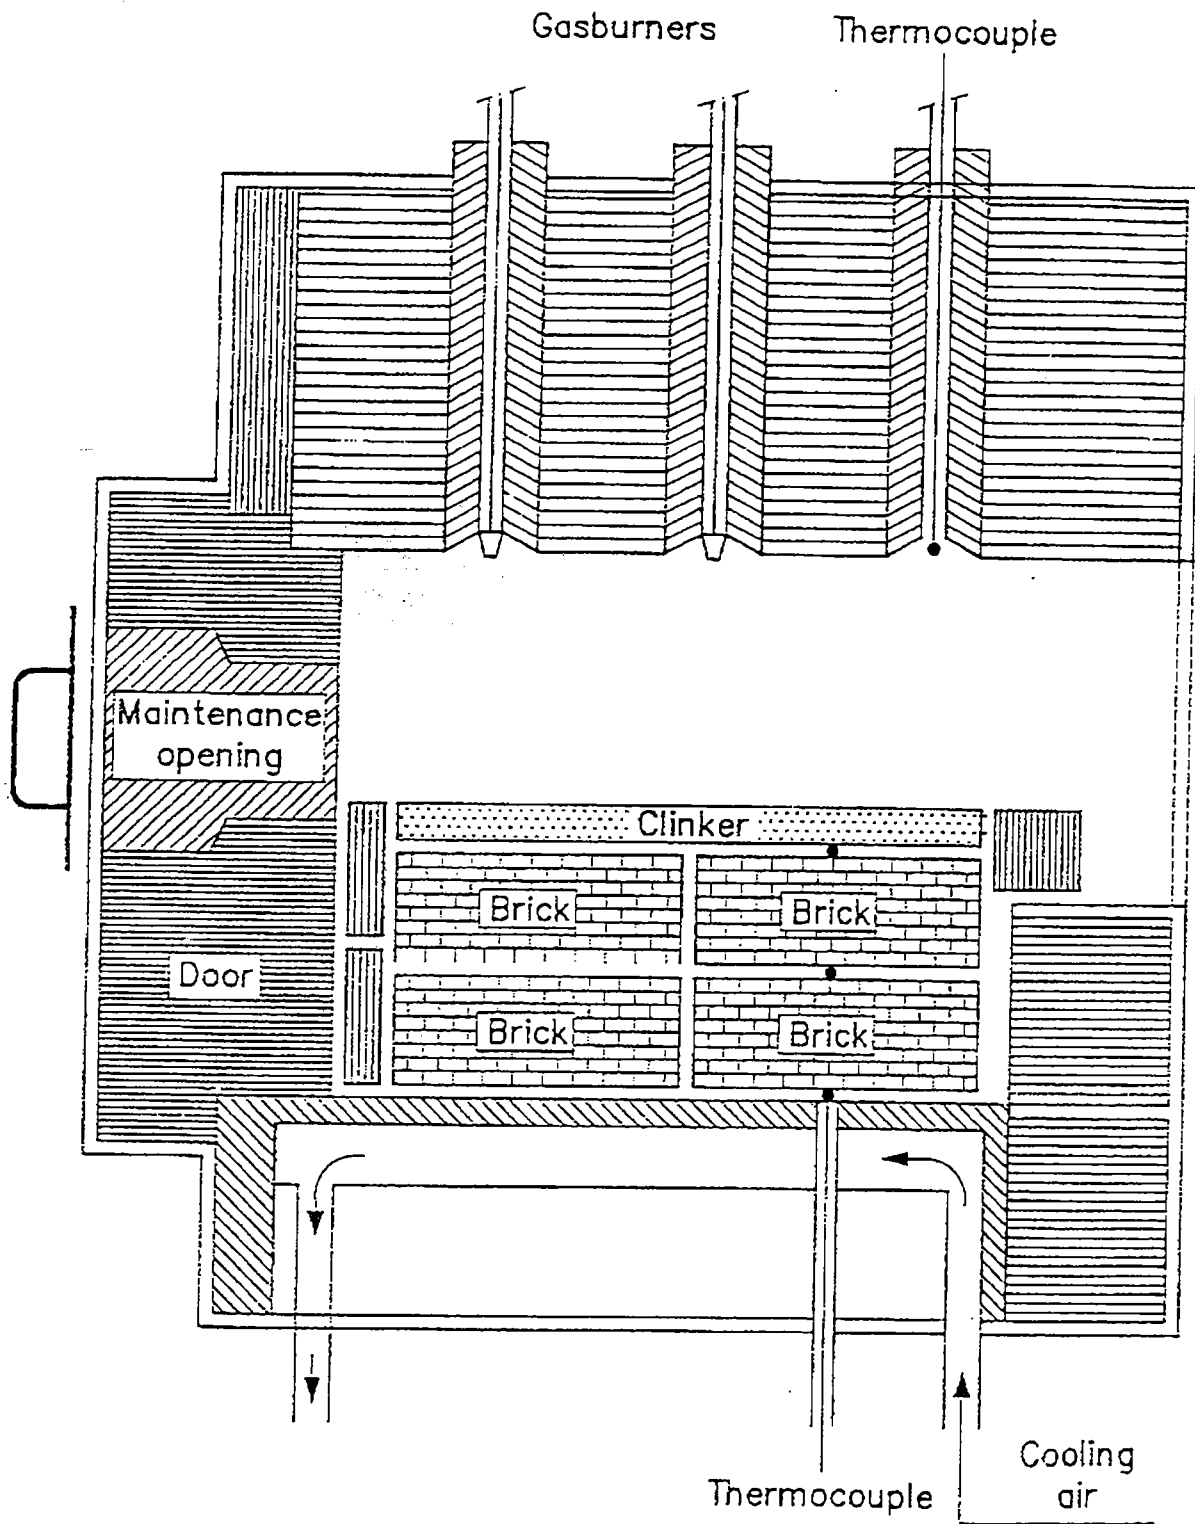 Gasburners
Thermocouple
Maintenance
opening
Clinker
Brick
Brick
Door
Brick
Brick
Cooling
air
Thermocouple